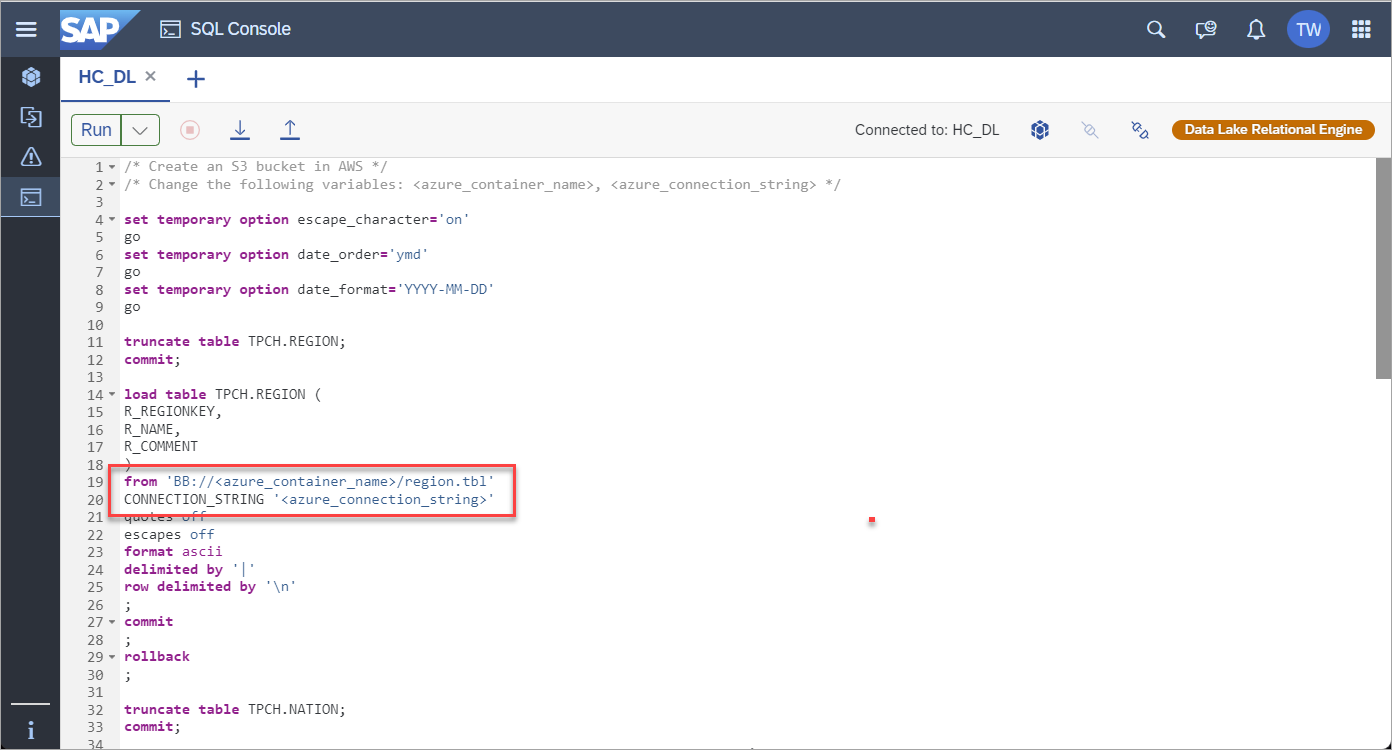 SAP SQL Console TW
HC_DL
Run Connected to: HC_DL Data Lake Relational Engine
1 /* Create an S3 bucket in AWS */
2 /* Change the following variables: <azure_container_name>, <azure_connection_string> */
3
4 set temporary option escape_character='on'
5 go
6 set temporary option date_order='ymd'
7 go
8 set temporary option date_format='YYYY-MM-DD'
9 go
10
11 truncate table TPCH.REGION;
12 commit;
13
14 load table TPCH.REGION (
15 R_REGIONKEY,
16 R_NAME,
17 R_COMMENT
18 )
19 from 'BB://<azure_container_name>/region.tbl'
20 CONNECTION_STRING '<azure_connection_string>'
21 quotes off
22 escapes off
23 format ascii
24 delimited by '|'
25 row delimited by '\n'
26 ;
27 commit
28 ;
29 rollback
30 ;
31
32 truncate table TPCH.NATION;
33 commit;
34